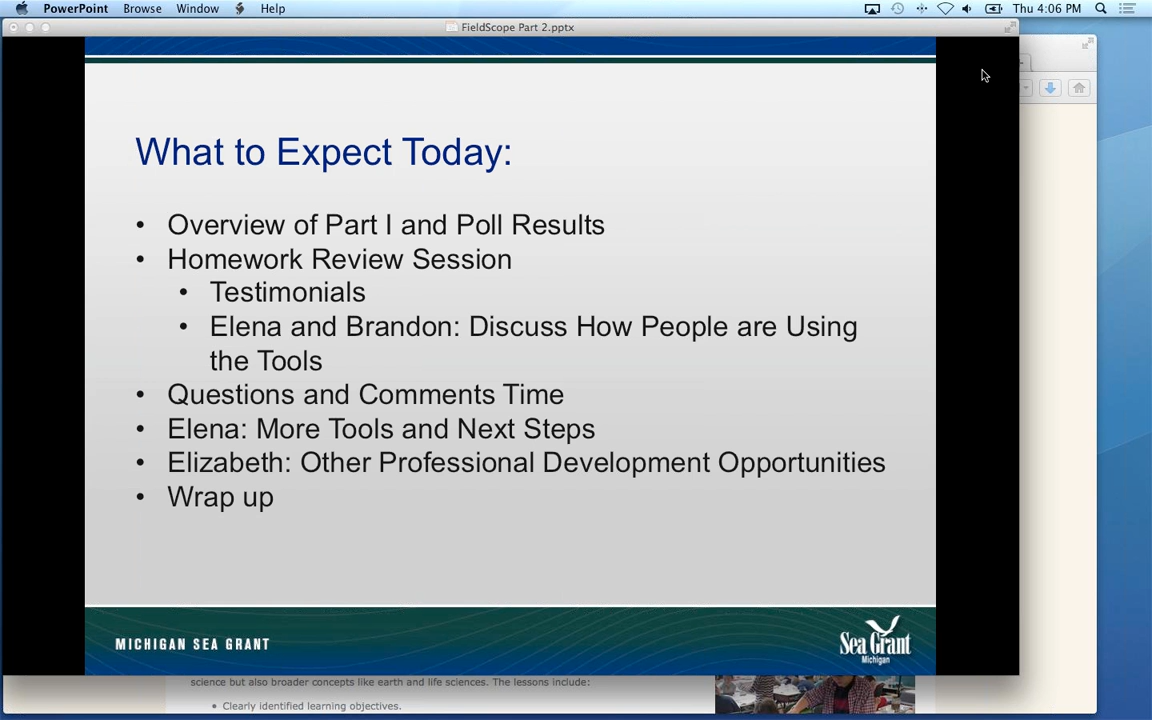 PowerPoint Browse Window Help Thu 4:06 PM
FieldScope Part 2.pptx
What to Expect Today:
• Overview of Part I and Poll Results
• Homework Review Session
• Testimonials
• Elena and Brandon: Discuss How People are Using
the Tools
• Questions and Comments Time
• Elena: More Tools and Next Steps
• Elizabeth: Other Professional Development Opportunities
• Wrap up
MICHIGAN SEA GRANT
Sea Grant
Michigan
science but also broader concepts like earth and life sciences. The lessons include:
Clearly identified learning objectives.